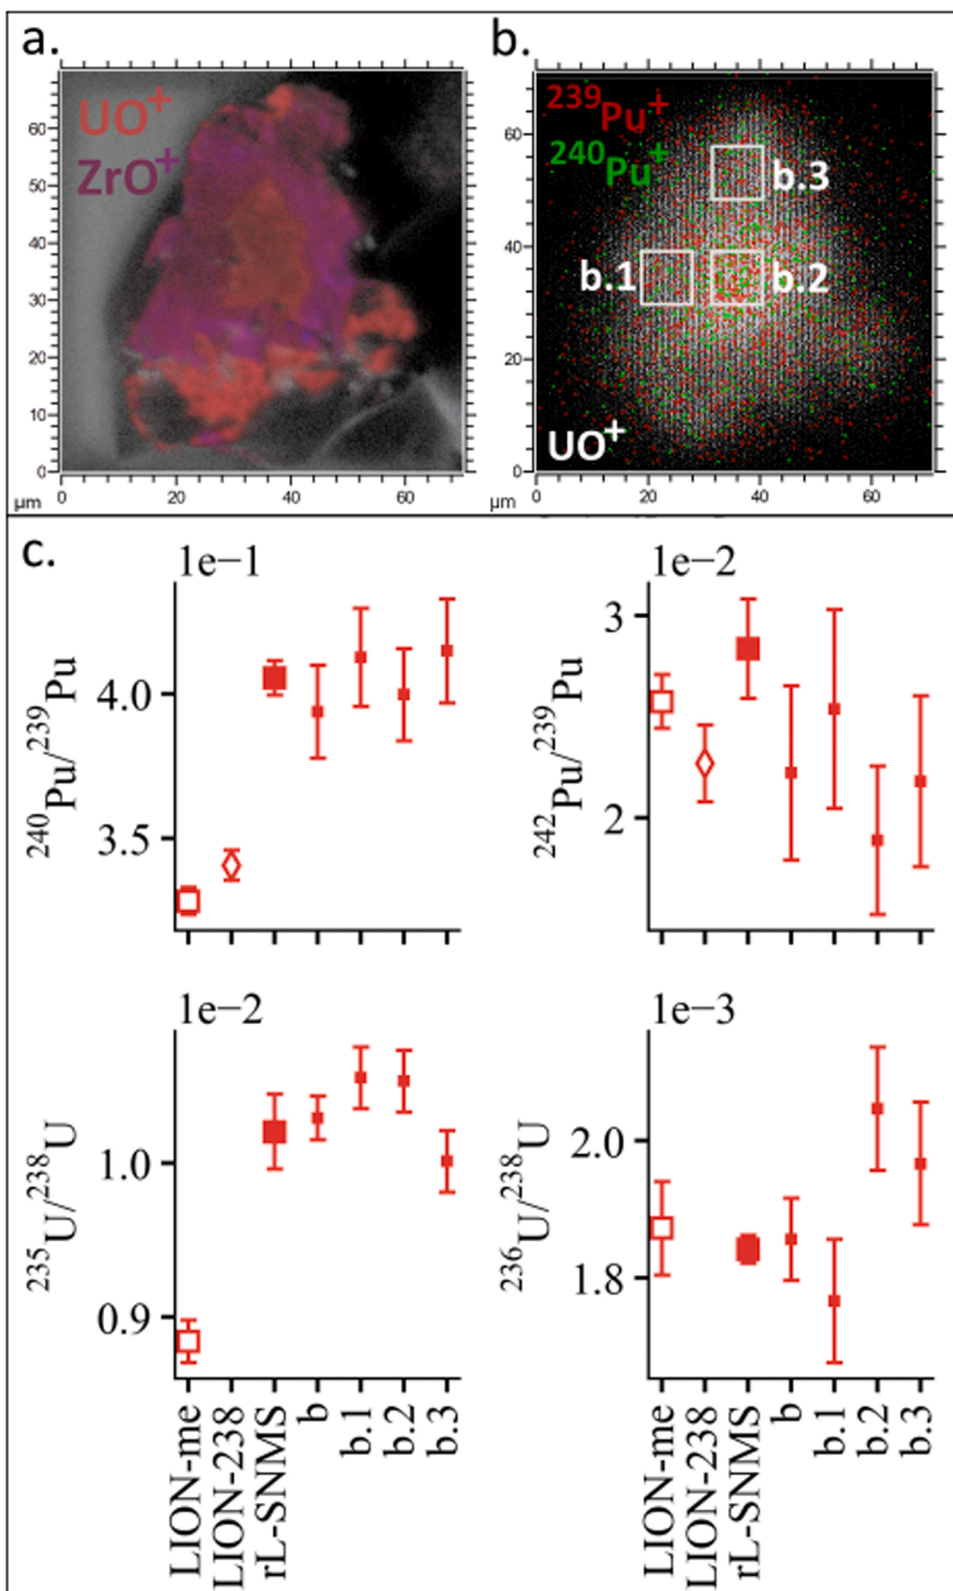 a.
UO⁺
ZrO⁺
60
50
40
30
20
10
0
µm
0 20 40 60
b.
²³⁹Pu⁺
²⁴⁰Pu⁺
b.3
b.1
b.2
UO⁺
60
40
20
0
µm
0 20 40 60
c.
1e−1
²⁴⁰Pu/²³⁹Pu
4.0
3.5
1e−2
²⁴²Pu/²³⁹Pu
3
2
1e−2
²³⁵U/²³⁸U
1.0
0.9
LION-me
LION-238
rL-SNMS
b
b.1
b.2
b.3
1e−3
²³⁶U/²³⁸U
2.0
1.8
LION-me
LION-238
rL-SNMS
b
b.1
b.2
b.3